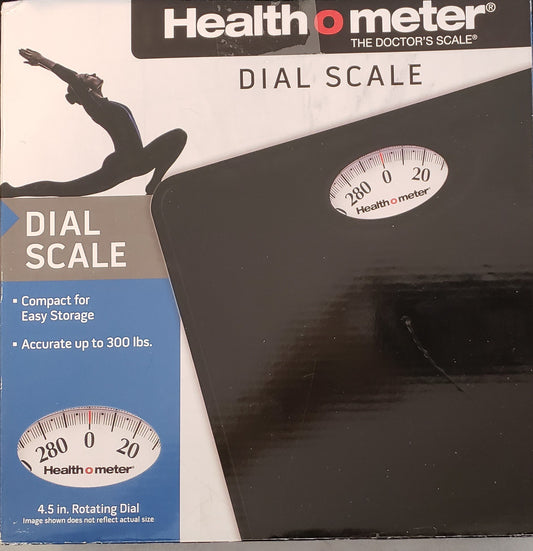 Health o meter®
THE DOCTOR'S SCALE®
DIAL SCALE
280 0 20
Health o meter®
DIAL
SCALE
▪ Compact for
Easy Storage
▪ Accurate up to 300 lbs.
280 0 20
Health o meter®
4.5 in. Rotating Dial
Image shown does not reflect actual size